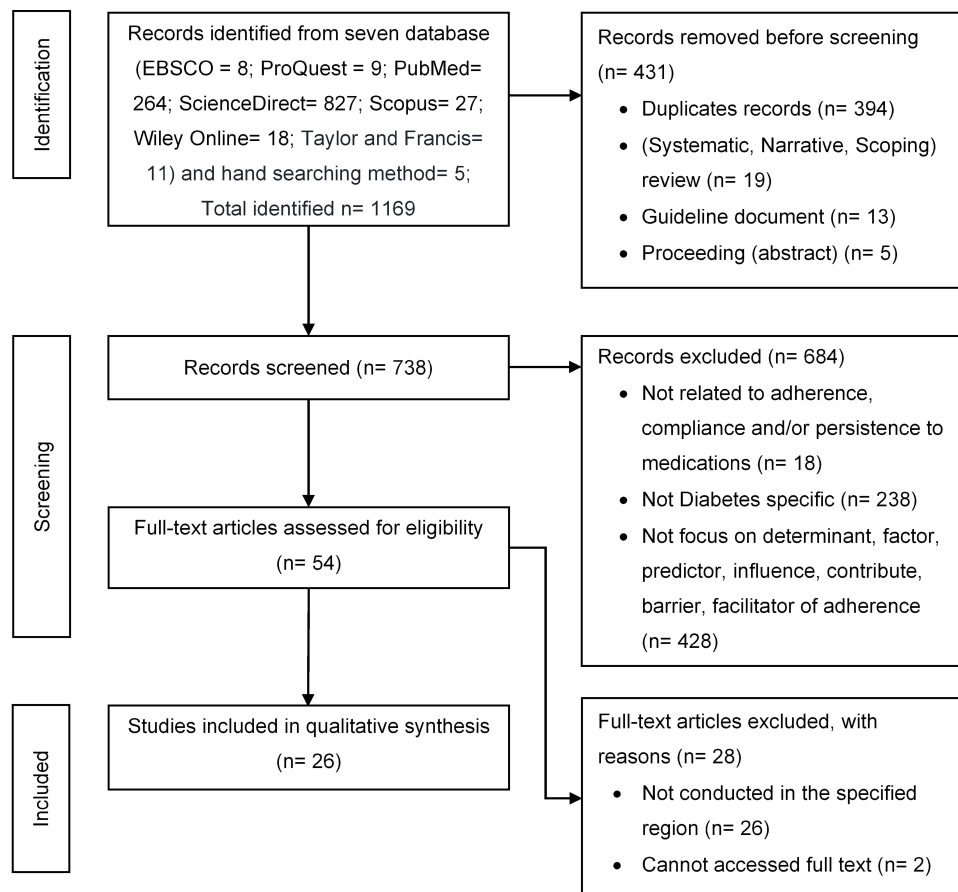 Identification
Records identified from seven database
(EBSCO = 8; ProQuest = 9; PubMed=
264; ScienceDirect= 827; Scopus= 27;
Wiley Online= 18; Taylor and Francis=
11) and hand searching method= 5;
Total identified n= 1169
Records removed before screening
(n= 431)
• Duplicates records (n= 394)
• (Systematic, Narrative, Scoping)
review (n= 19)
• Guideline document (n= 13)
• Proceeding (abstract) (n= 5)
Screening
Records screened (n= 738)
Records excluded (n= 684)
• Not related to adherence,
compliance and/or persistence to
medications (n= 18)
• Not Diabetes specific (n= 238)
• Not focus on determinant, factor,
predictor, influence, contribute,
barrier, facilitator of adherence
(n= 428)
Full-text articles assessed for eligibility
(n= 54)
Included
Studies included in qualitative synthesis
(n= 26)
Full-text articles excluded, with
reasons (n= 28)
• Not conducted in the specified
region (n= 26)
• Cannot accessed full text (n= 2)